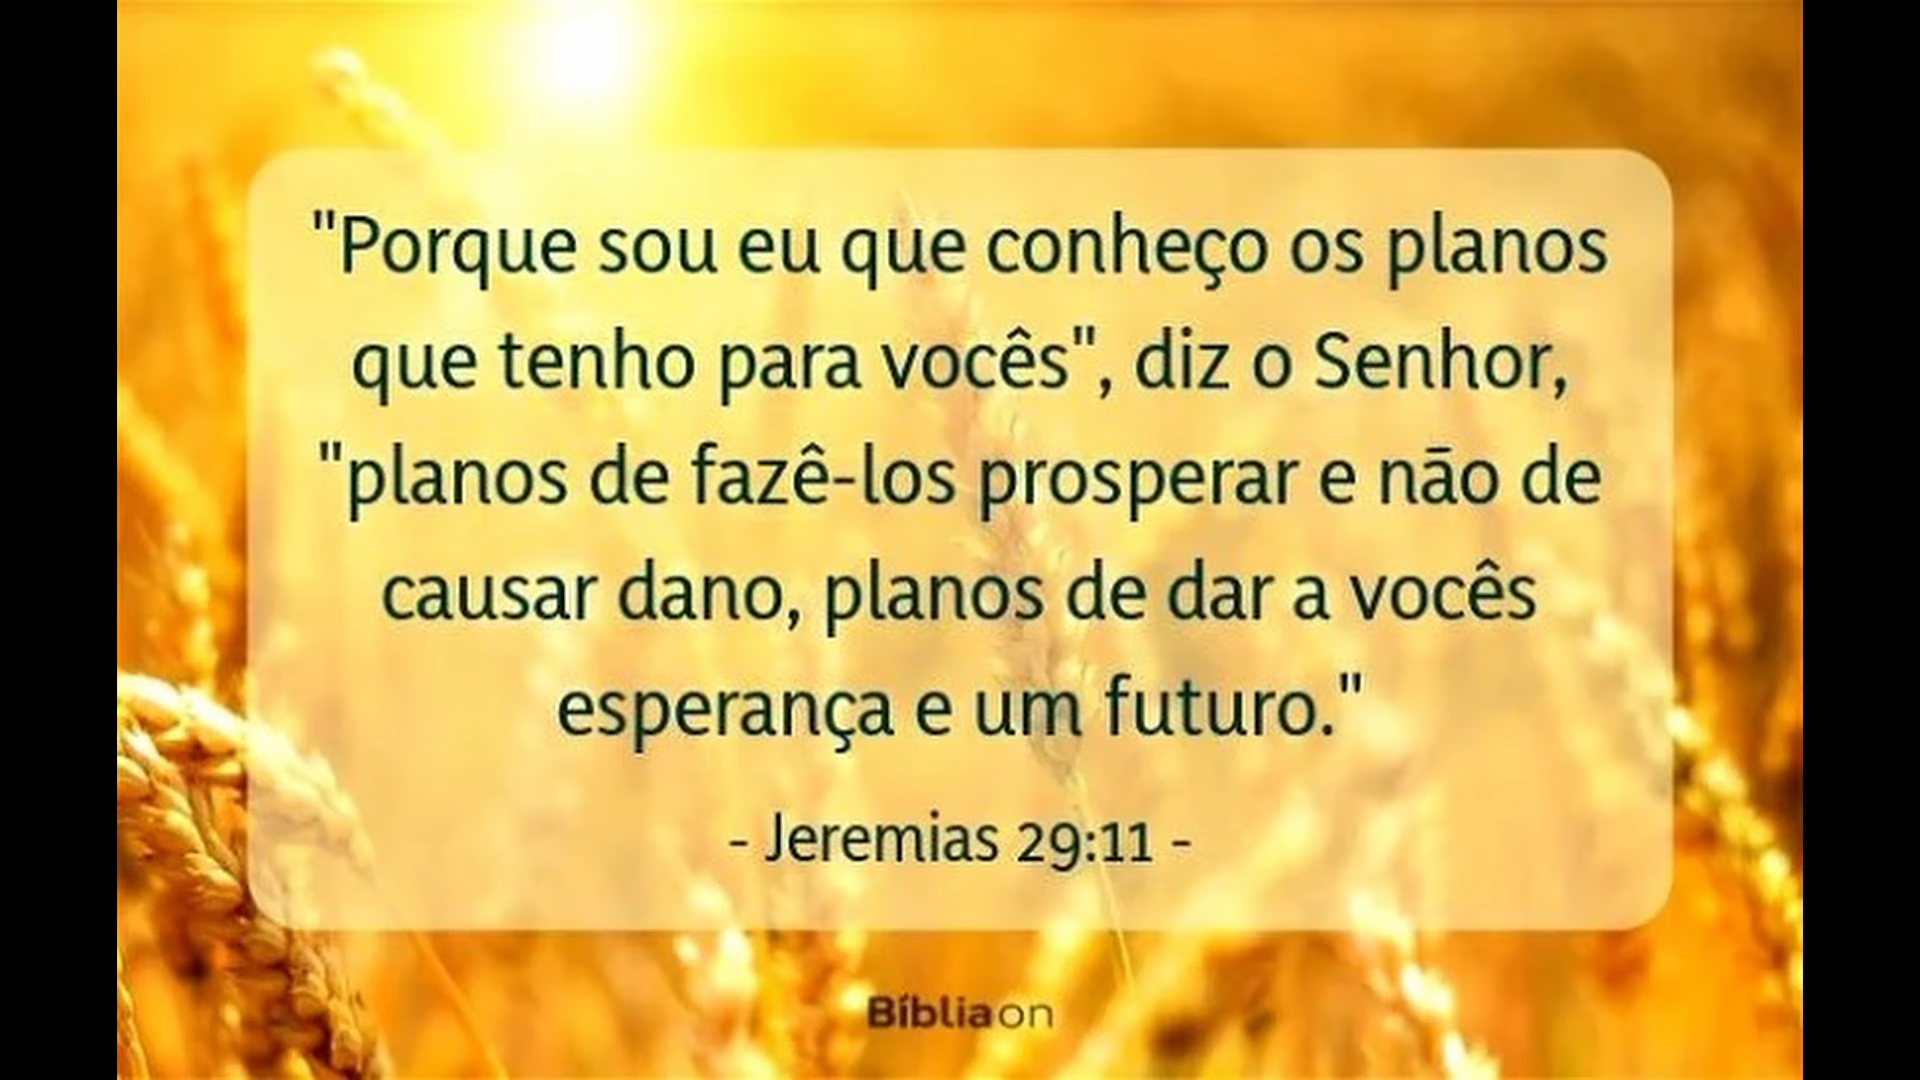 "Porque sou eu que conheço os planos
que tenho para vocês", diz o Senhor,
"planos de fazê-los prosperar e não de
causar dano, planos de dar a vocês
esperança e um futuro."
- Jeremias 29:11 -
Bíbliaon